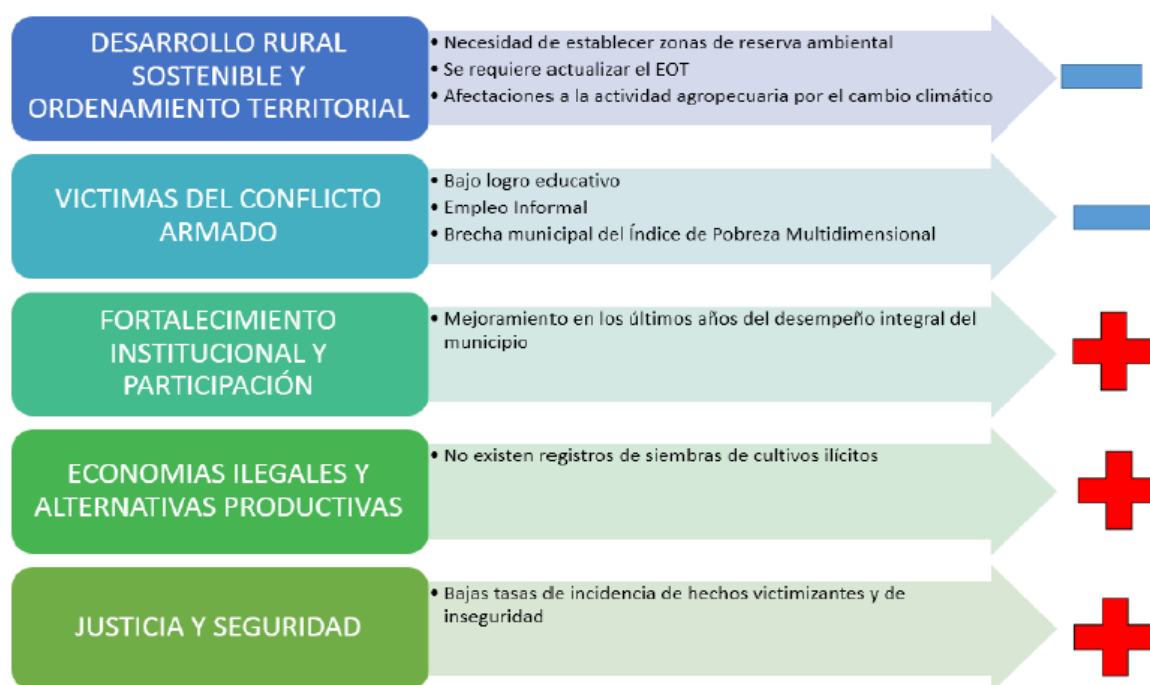 DESARROLLO RURAL
SOSTENIBLE Y
ORDENAMIENTO TERRITORIAL
• Necesidad de establecer zonas de reserva ambiental
• Se requiere actualizar el EOT
• Afectaciones a la actividad agropecuaria por el cambio climático
VICTIMAS DEL CONFLICTO
ARMADO
• Bajo logro educativo
• Empleo Informal
• Brecha municipal del Índice de Pobreza Multidimensional
FORTALECIMIENTO
INSTITUCIONAL Y
PARTICIPACIÓN
• Mejoramiento en los últimos años del desempeño integral del
municipio
ECONOMIAS ILEGALES Y
ALTERNATIVAS PRODUCTIVAS
• No existen registros de siembras de cultivos ilícitos
JUSTICIA Y SEGURIDAD
• Bajas tasas de incidencia de hechos victimizantes y de
inseguridad